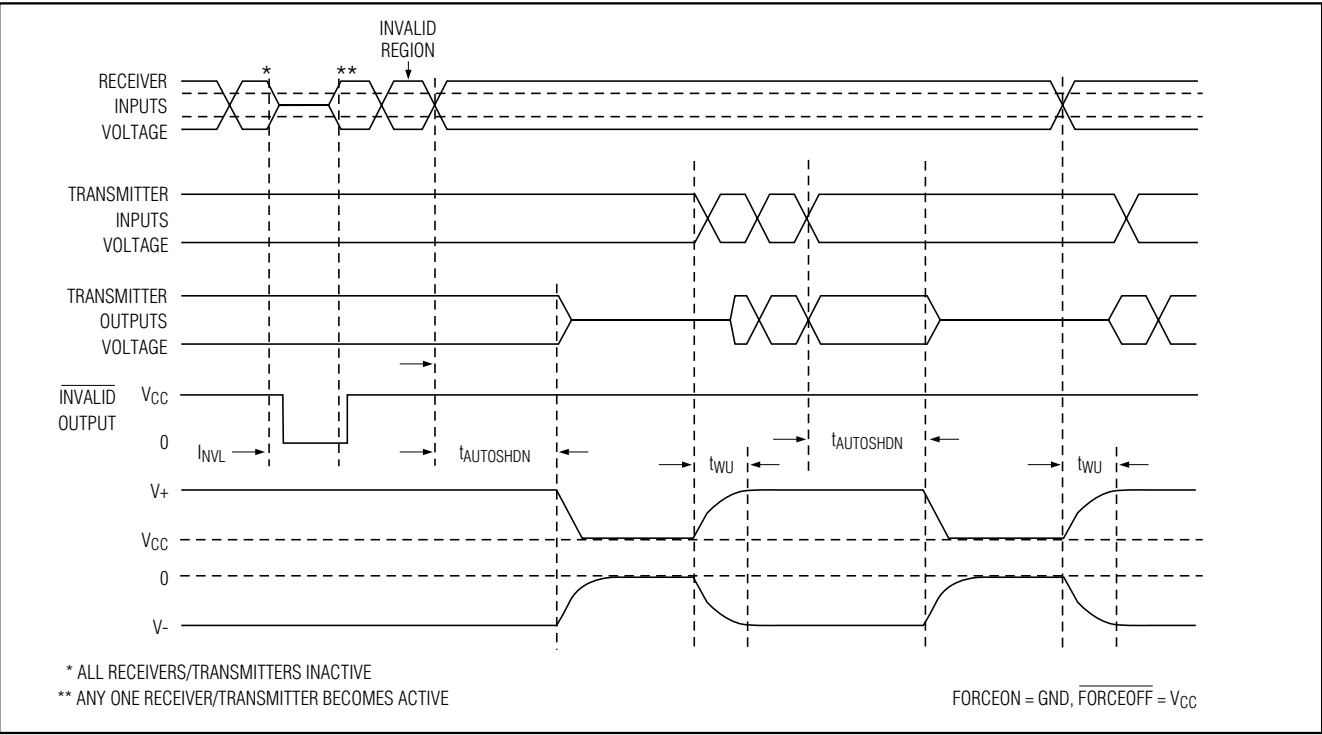 INVALID
REGION
*
**
RECEIVER
INPUTS
VOLTAGE
TRANSMITTER
INPUTS
VOLTAGE
TRANSMITTER
OUTPUTS
VOLTAGE
INVALID
OUTPUT
VCC
0
INVL
tAUTOSHDN
tWU
tAUTOSHDN
tWU
V+
VCC
0
V-
* ALL RECEIVERS/TRANSMITTERS INACTIVE
** ANY ONE RECEIVER/TRANSMITTER BECOMES ACTIVE
FORCEON = GND, FORCEOFF = VCC